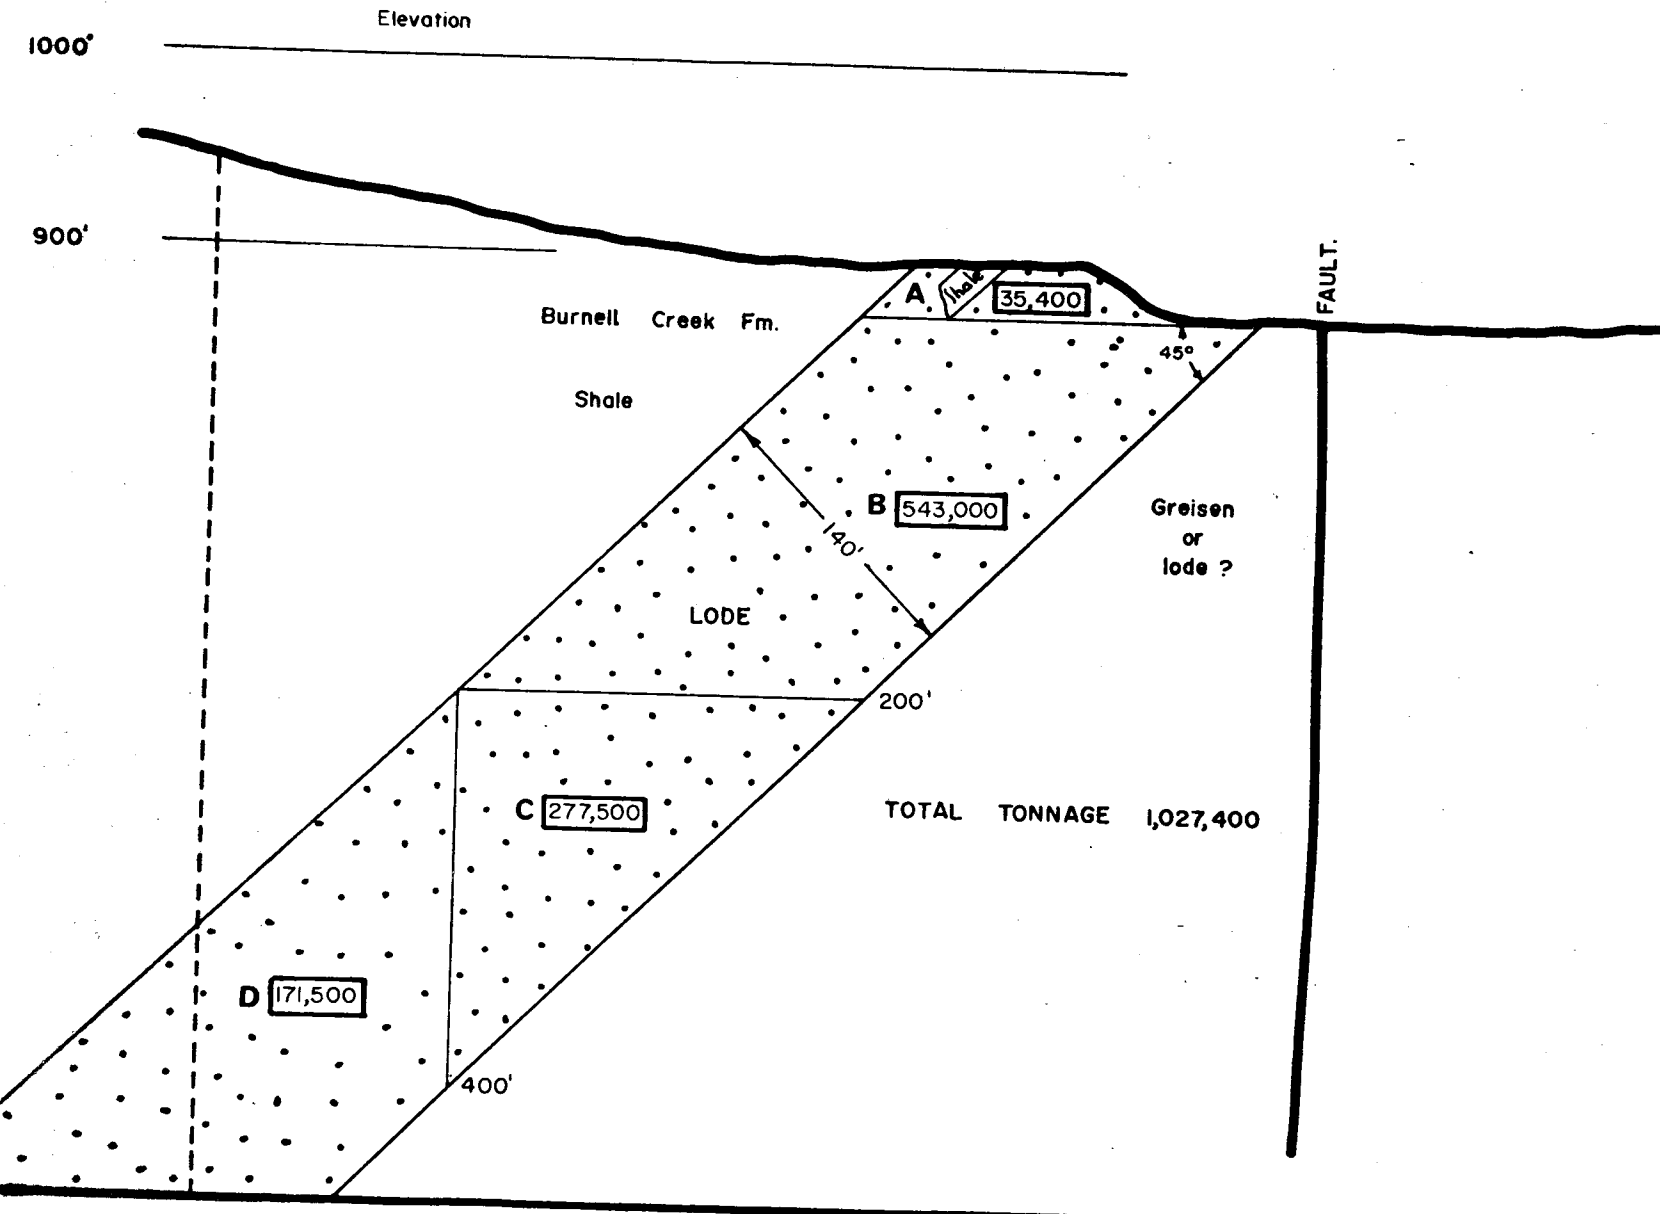 Elevation
1000'
900'
FAULT.
A Shale 35,400
Burnell Creek Fm.
45°
Shale
B 543,000
140'
Greisen
or
lode ?
LODE
200'
C 277,500
TOTAL TONNAGE 1,027,400
D 171,500
400'